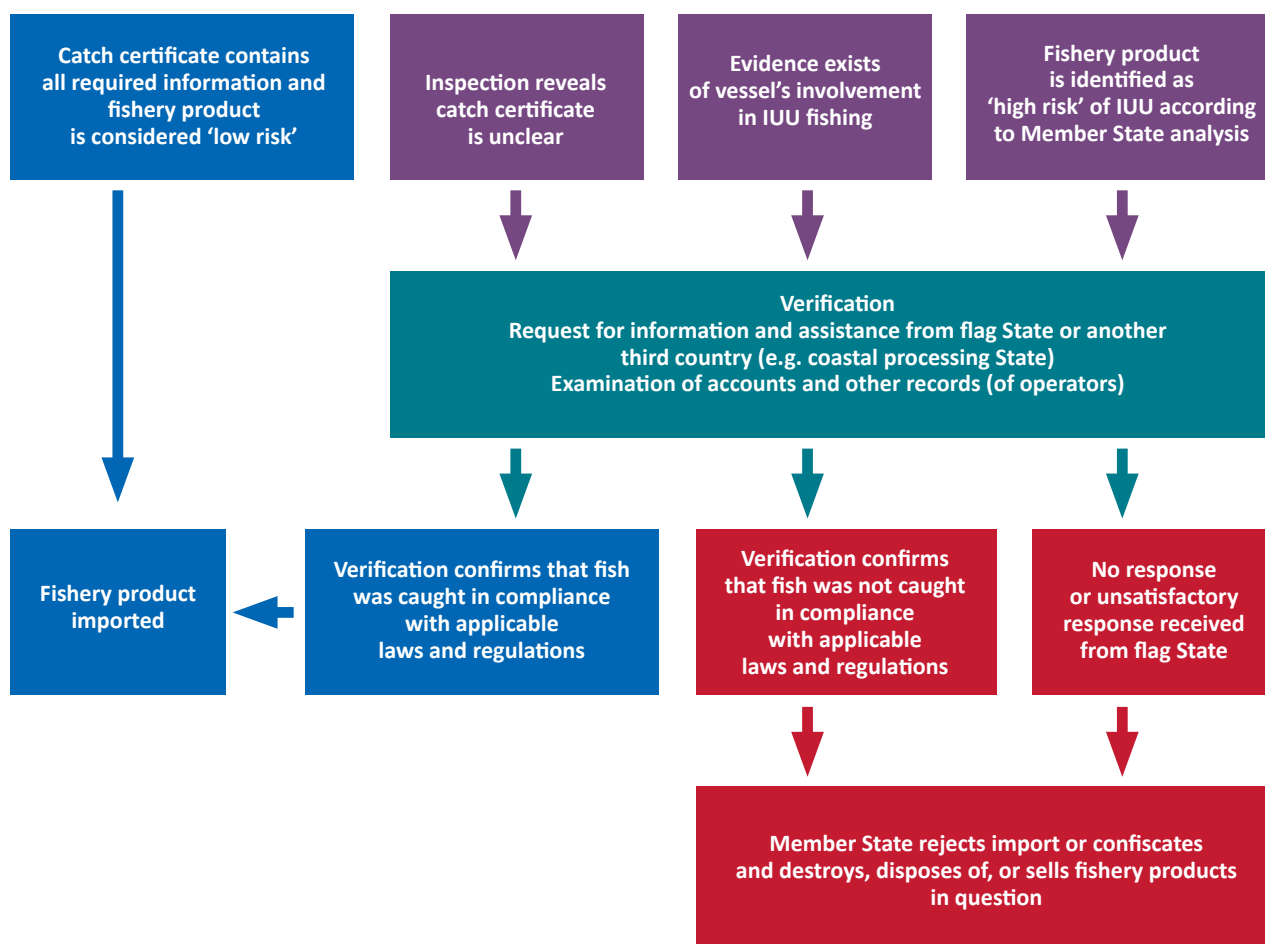 Catch certificate contains
all required information and
fishery product
is considered ‘low risk’
Inspection reveals
catch certificate
is unclear
Evidence exists
of vessel’s involvement
in IUU fishing
Fishery product
is identified as
‘high risk’ of IUU according
to Member State analysis
Verification
Request for information and assistance from flag State or another
third country (e.g. coastal processing State)
Examination of accounts and other records (of operators)
Fishery product
imported
Verification confirms that fish
was caught in compliance
with applicable
laws and regulations
Verification confirms
that fish was not caught
in compliance
with applicable
laws and regulations
No response
or unsatisfactory
response received
from flag State
Member State rejects import or confiscates
and destroys, disposes of, or sells fishery products
in question